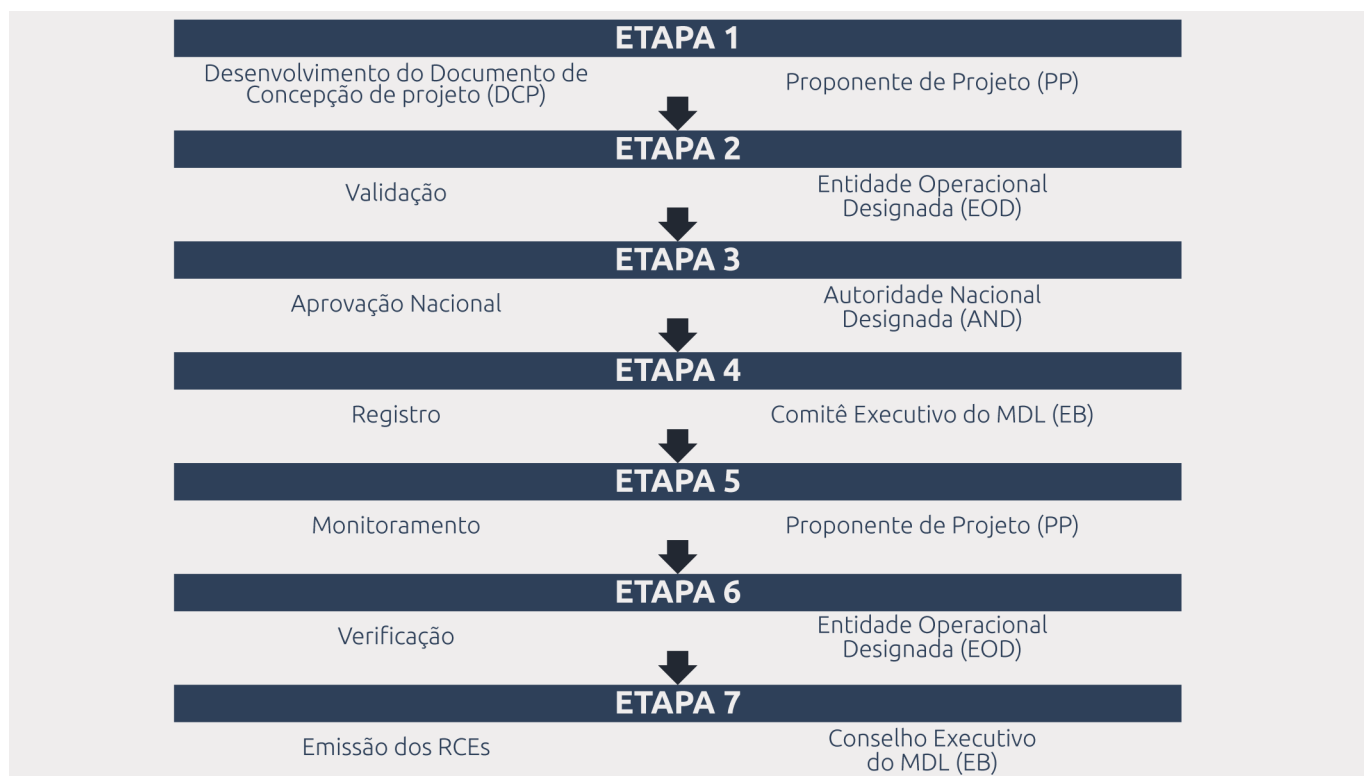 ETAPA 1
Desenvolvimento do Documento de
Concepção de projeto (DCP)
Proponente de Projeto (PP)
ETAPA 2
Validação
Entidade Operacional
Designada (EOD)
ETAPA 3
Aprovação Nacional
Autoridade Nacional
Designada (AND)
ETAPA 4
Registro
Comitê Executivo do MDL (EB)
ETAPA 5
Monitoramento
Proponente de Projeto (PP)
ETAPA 6
Verificação
Entidade Operacional
Designada (EOD)
ETAPA 7
Emissão dos RCEs
Conselho Executivo
do MDL (EB)